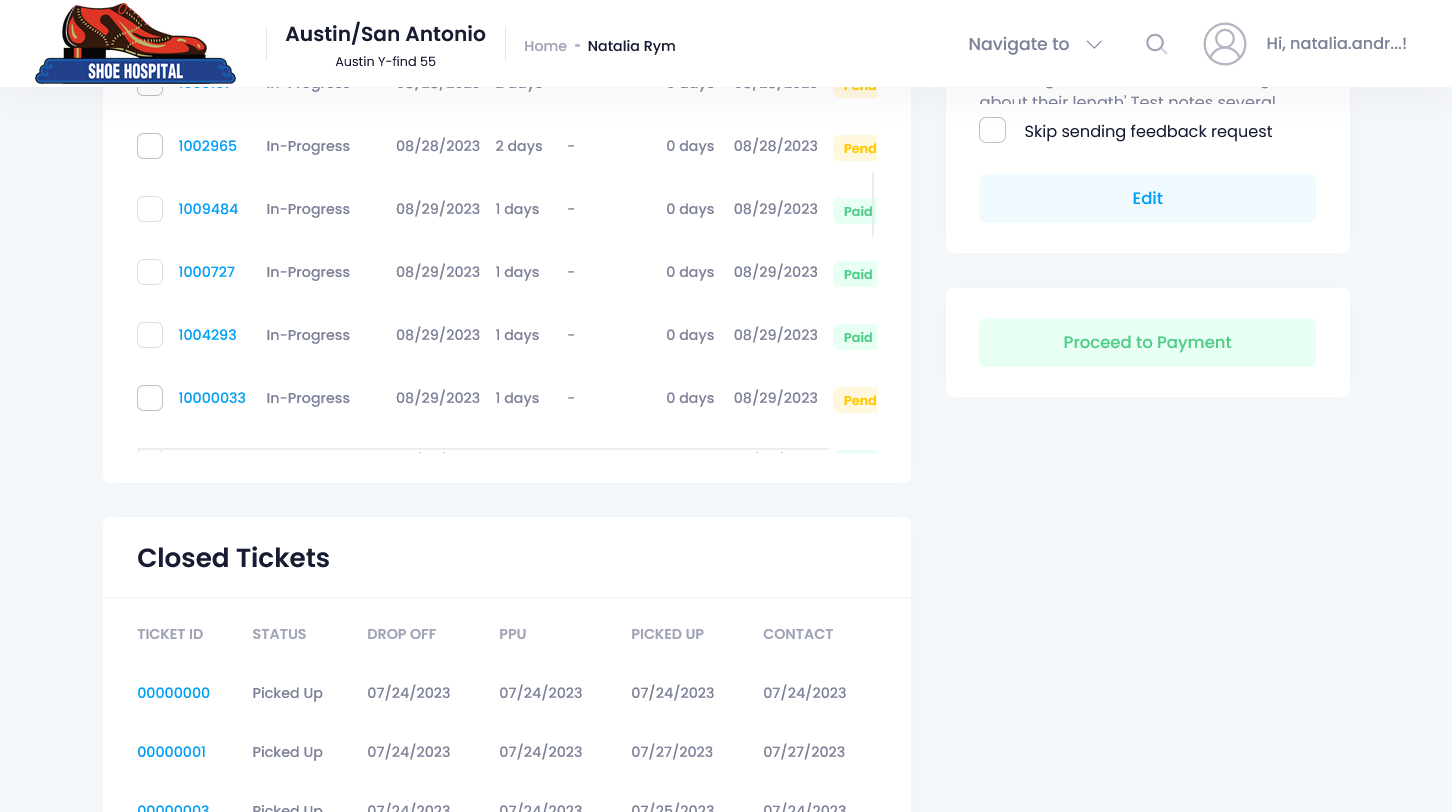 SHOE HOSPITAL
Austin/San Antonio
Austin Y-find 55
Home - Natalia Rym
Navigate to
Hi, natalia.andr...!
about their length' Test notes several
Skip sending feedback request
Edit
Proceed to Payment
1002965 In-Progress 08/28/2023 2 days - 0 days 08/28/2023 Pend
1009484 In-Progress 08/29/2023 1 days - 0 days 08/29/2023 Paid
1000727 In-Progress 08/29/2023 1 days - 0 days 08/29/2023 Paid
1004293 In-Progress 08/29/2023 1 days - 0 days 08/29/2023 Paid
10000033 In-Progress 08/29/2023 1 days - 0 days 08/29/2023 Pend
Closed Tickets
TICKET ID STATUS DROP OFF PPU PICKED UP CONTACT
00000000 Picked Up 07/24/2023 07/24/2023 07/24/2023 07/24/2023
00000001 Picked Up 07/24/2023 07/24/2023 07/27/2023 07/27/2023
00000003 Picked Up 07/24/2023 07/24/2023 07/25/2023 07/24/2023